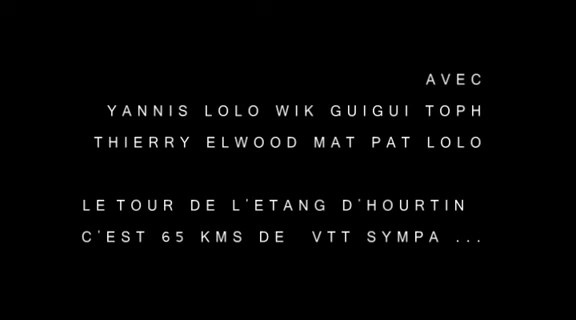 AVEC
YANNIS LOLO WIK GUIGUI TOPH
THIERRY ELWOOD MAT PAT LOLO
LE TOUR DE L'ETANG D'HOURTIN
C'EST 65 KMS DE VTT SYMPA ...